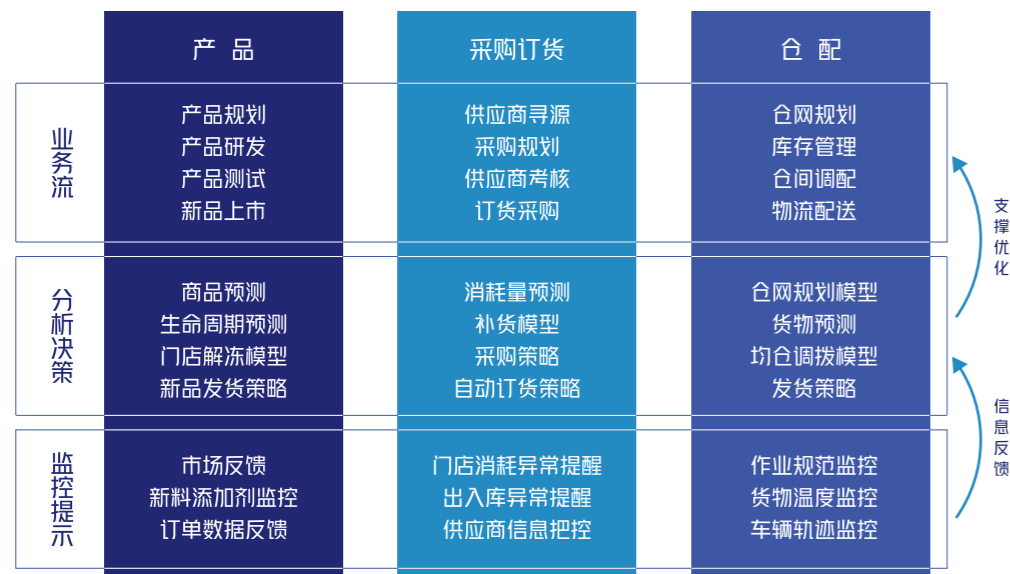 产品
采购订货
仓配
业务流
产品规划
产品研发
产品测试
新品上市
供应商寻源
采购规划
供应商考核
订货采购
仓网规划
库存管理
仓间调配
物流配送
支撑优化
分析决策
商品预测
生命周期预测
门店解冻模型
新品发货策略
消耗量预测
补货模型
采购策略
自动订货策略
仓网规划模型
货物预测
均仓调拨模型
发货策略
信息反馈
监控提示
市场反馈
新料添加剂监控
订单数据反馈
门店消耗异常提醒
出入库异常提醒
供应商信息把控
作业规范监控
货物温度监控
车辆轨迹监控